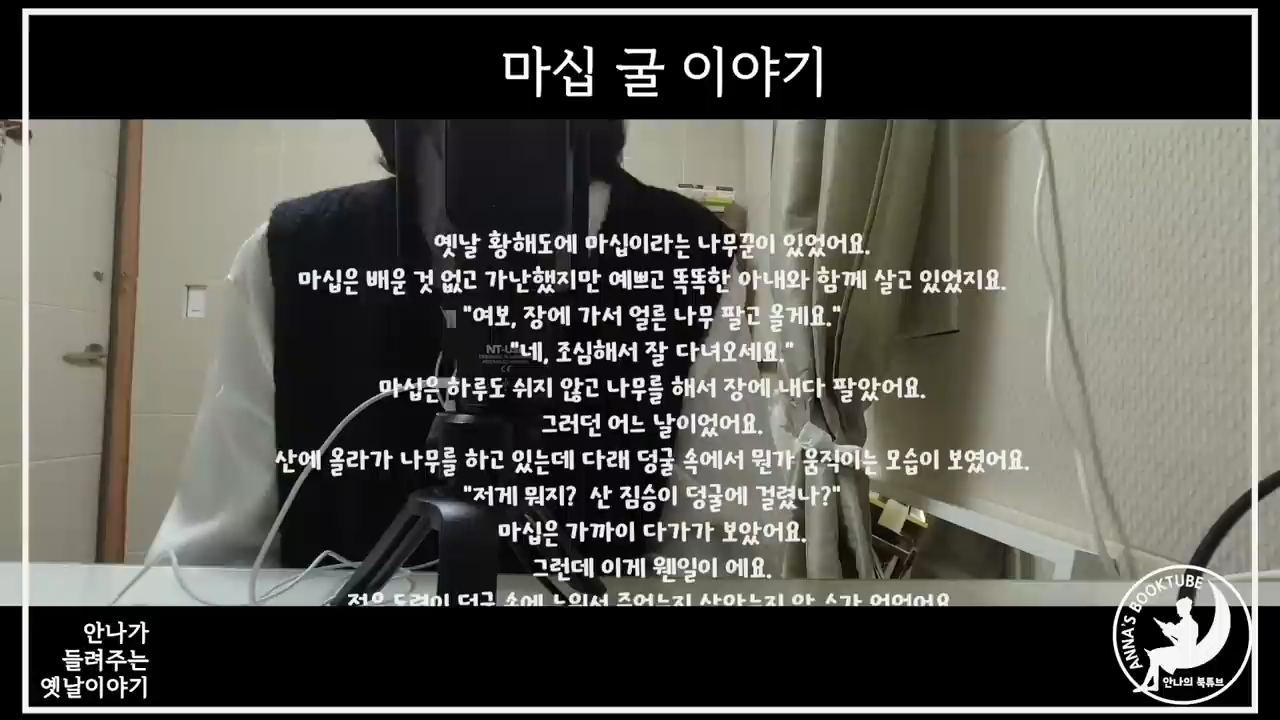 마십 굴 이야기
옛날 황해도에 마십이라는 나무꾼이 있었어요.
마십은 배운 것 없고 가난했지만 예쁘고 똑똑한 아내와 함께 살고 있었지요.
"여보, 장에 가서 얼른 나무 팔고 올게요."
"네, 조심해서 잘 다녀오세요."
마십은 하루도 쉬지 않고 나무를 해서 장에 내다 팔았어요.
그러던 어느 날이었어요.
산에 올라가 나무를 하고 있는데 다래 덩굴 속에서 뭔가 움직이는 모습이 보였어요.
"저게 뭐지? 산 짐승이 덩굴에 걸렸나?"
마십은 가까이 다가가 보았어요.
그런데 이게 웬일이 에요.
덩굴 속에
안나가
들려주는
옛날이야기
ANNA'S BOOKTUBE
안나의 북튜브